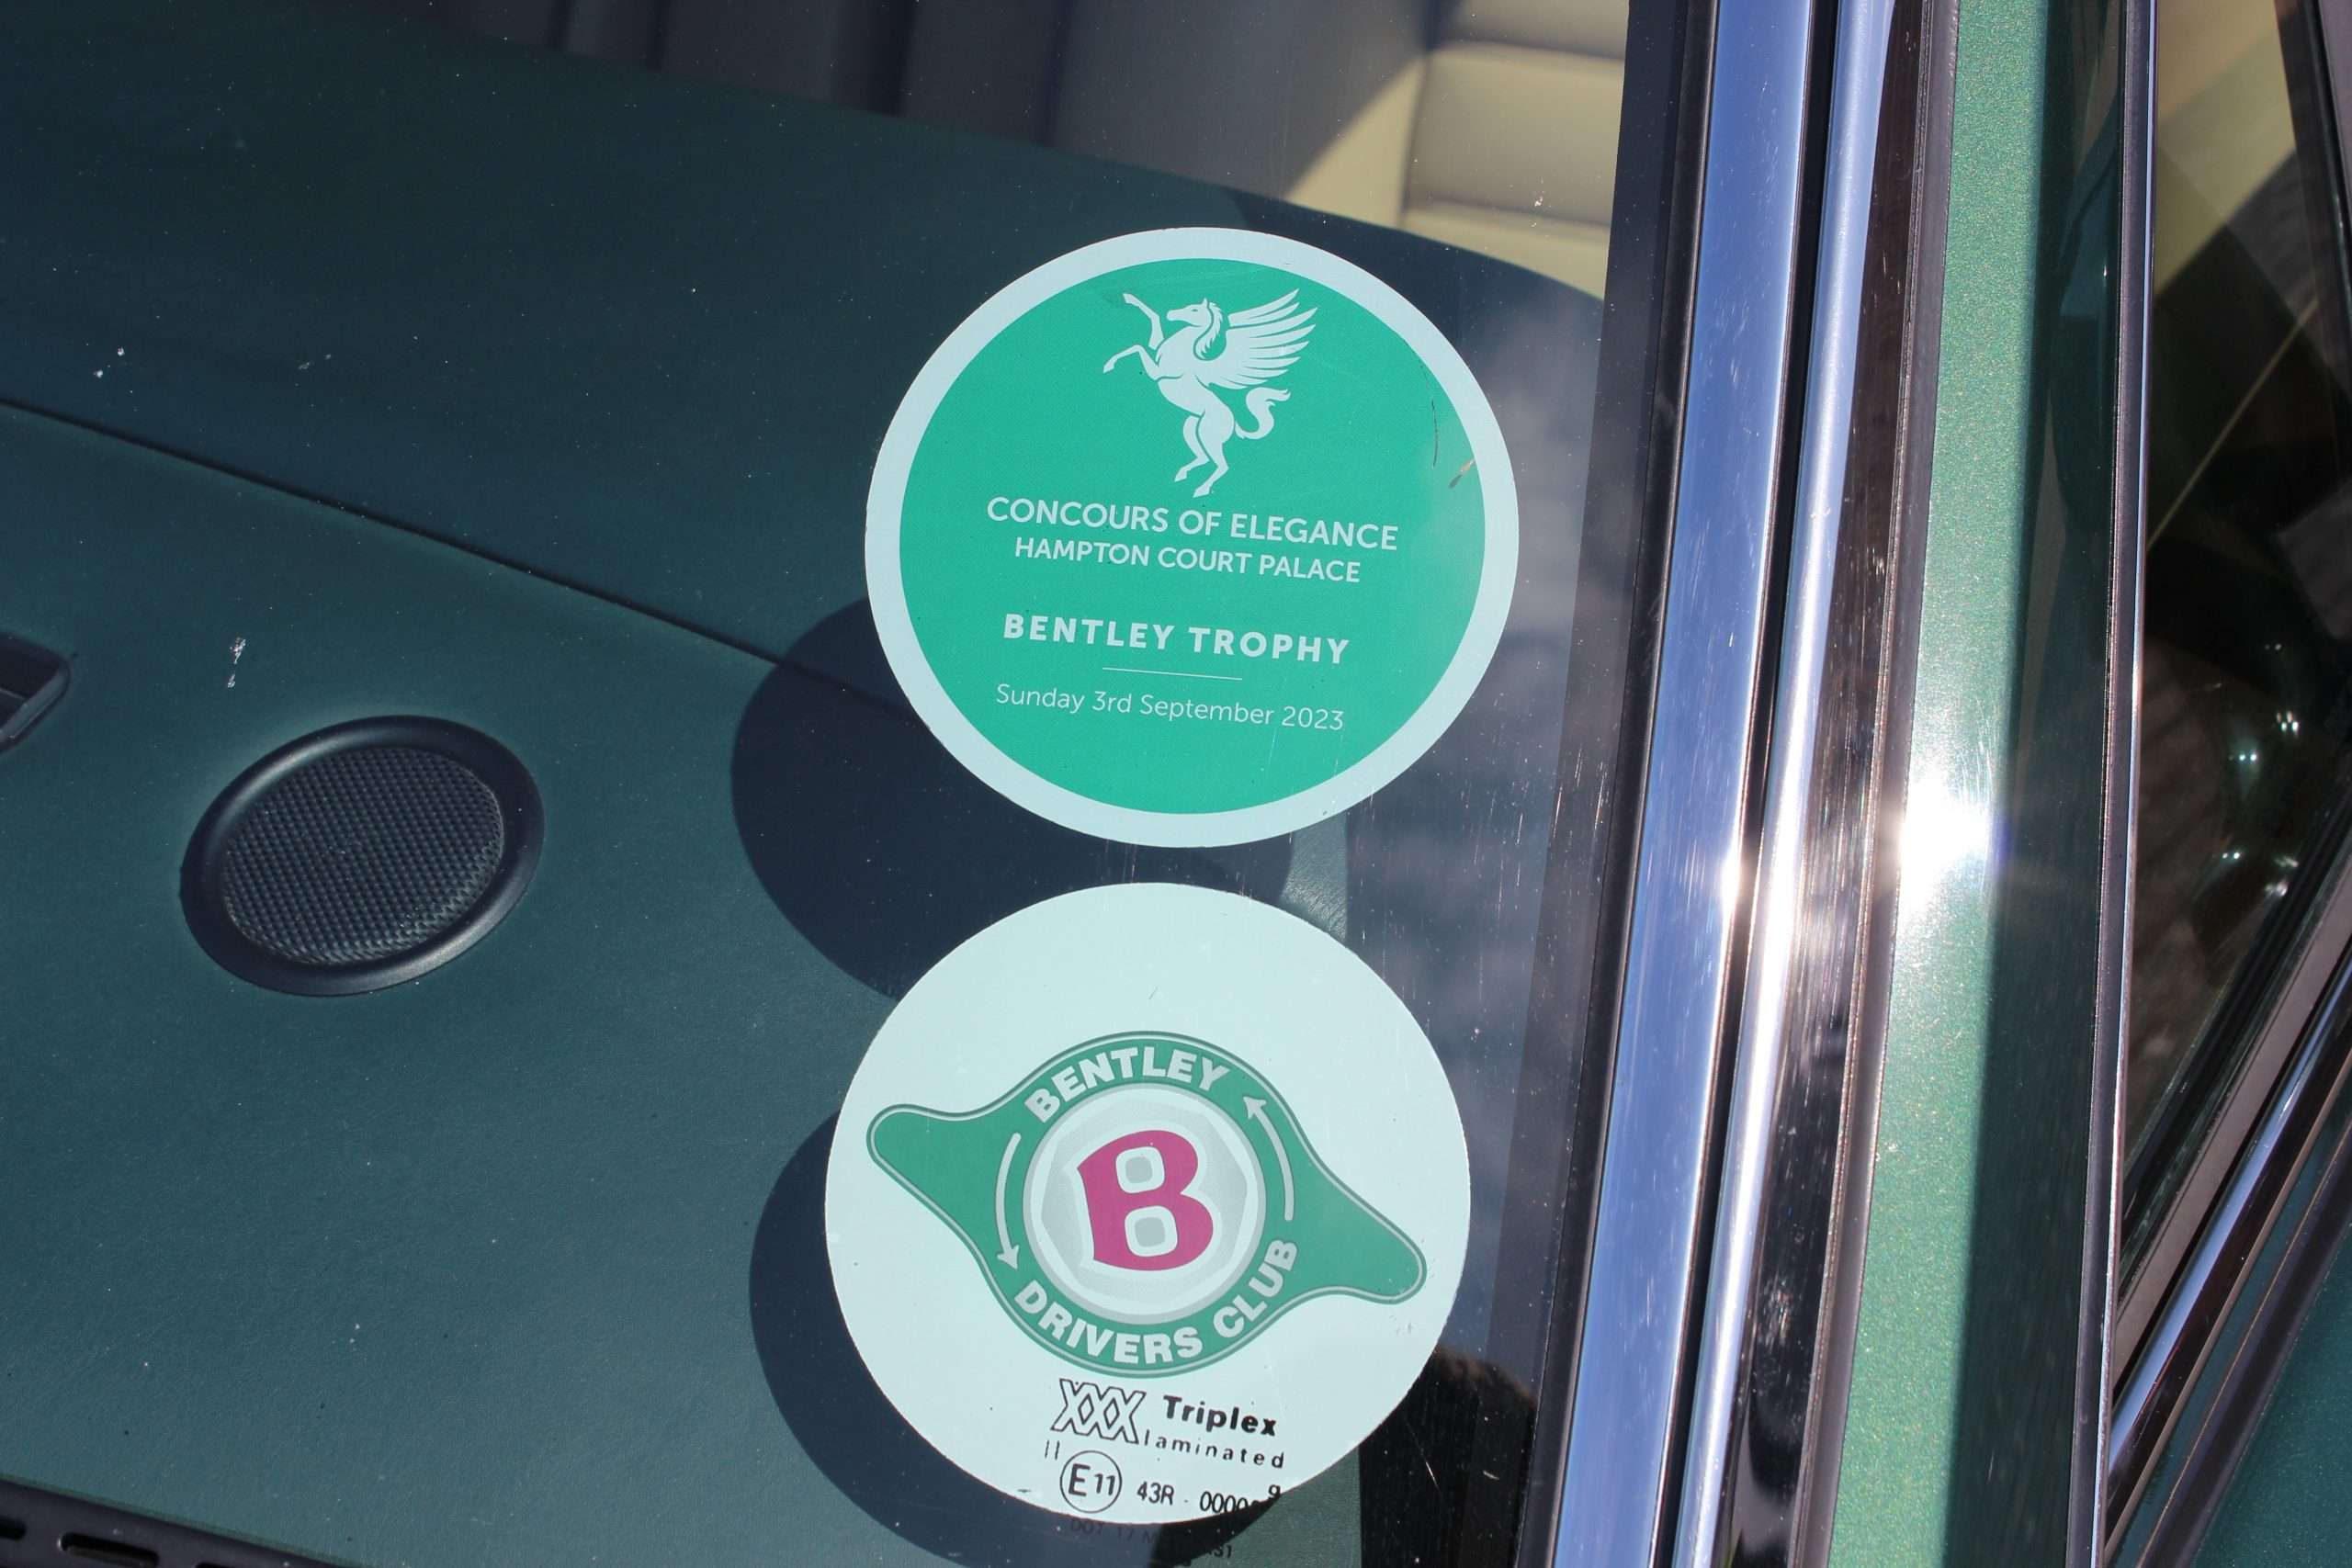 CONCOURS OF ELEGANCE
HAMPTON COURT PALACE
BENTLEY TROPHY
Sunday 3rd September 2023
BENTLEY
B
DRIVERS CLUB
XXX Triplex
laminated
II
E11 43R